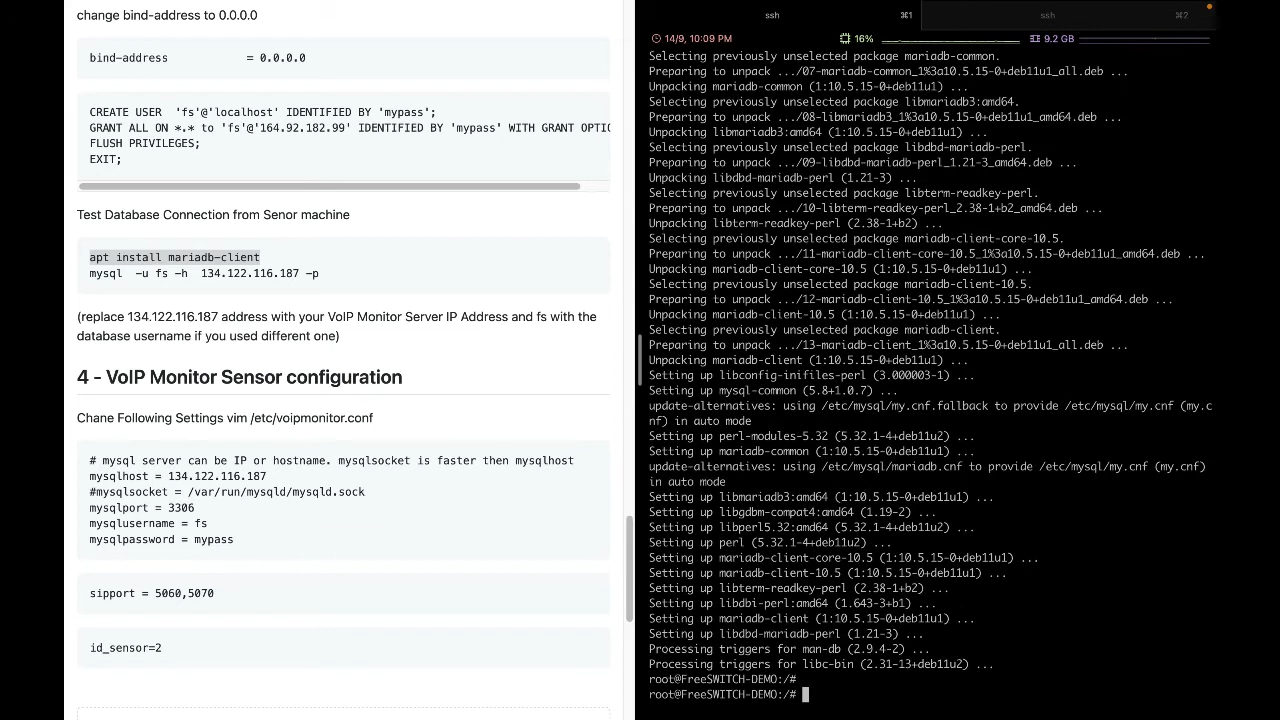 change bind-address to 0.0.0.0
bind-address = 0.0.0.0
CREATE USER 'fs'@'localhost' IDENTIFIED BY 'mypass';
GRANT ALL ON *.* to 'fs'@'164.92.182.99' IDENTIFIED BY 'mypass' WITH GRANT OPTIC
FLUSH PRIVILEGES;
EXIT;
Test Database Connection from Senor machine
apt install mariadb-client
mysql -u fs -h 134.122.116.187 -p
(replace 134.122.116.187 address with your VoIP Monitor Server IP Address and fs with the
database username if you used different one)
4 - VoIP Monitor Sensor configuration
Chane Following Settings vim /etc/voipmonitor.conf
# mysql server can be IP or hostname. mysqlsocket is faster then mysqlhost
mysqlhost = 134.122.116.187
#mysqlsocket = /var/run/mysqld/mysqld.sock
mysqlport = 3306
mysqlusername = fs
mysqlpassword = mypass
sipport = 5060,5070
id_sensor=2
ssh ⌘1 ssh ⌘2
14/9, 10:09 PM 16% 9.2 GB
Selecting previously unselected package mariadb-common.
Preparing to unpack .../07-mariadb-common_1%3a10.5.15-0+deb11u1_all.deb ...
Unpacking mariadb-common (1:10.5.15-0+deb11u1) ...
Selecting previously unselected package libmariadb3:amd64.
Preparing to unpack .../08-libmariadb3_1%3a10.5.15-0+deb11u1_amd64.deb ...
Unpacking libmariadb3:amd64 (1:10.5.15-0+deb11u1) ...
Selecting previously unselected package libdbd-mariadb-perl.
Preparing to unpack .../09-libdbd-mariadb-perl_1.21-3_amd64.deb ...
Unpacking libdbd-mariadb-perl (1.21-3) ...
Selecting previously unselected package libterm-readkey-perl.
Preparing to unpack .../10-libterm-readkey-perl_2.38-1+b2_amd64.deb ...
Unpacking libterm-readkey-perl (2.38-1+b2) ...
Selecting previously unselected package mariadb-client-core-10.5.
Preparing to unpack .../11-mariadb-client-core-10.5_1%3a10.5.15-0+deb11u1_amd64.deb ...
Unpacking mariadb-client-core-10.5 (1:10.5.15-0+deb11u1) ...
Selecting previously unselected package mariadb-client-10.5.
Preparing to unpack .../12-mariadb-client-10.5_1%3a10.5.15-0+deb11u1_amd64.deb ...
Unpacking mariadb-client-10.5 (1:10.5.15-0+deb11u1) ...
Selecting previously unselected package mariadb-client.
Preparing to unpack .../13-mariadb-client_1%3a10.5.15-0+deb11u1_all.deb ...
Unpacking mariadb-client (1:10.5.15-0+deb11u1) ...
Setting up libconfig-inifiles-perl (3.000003-1) ...
Setting up mysql-common (5.8+1.0.7) ...
update-alternatives: using /etc/mysql/my.cnf.fallback to provide /etc/mysql/my.cnf (my.c
nf) in auto mode
Setting up perl-modules-5.32 (5.32.1-4+deb11u2) ...
Setting up mariadb-common (1:10.5.15-0+deb11u1) ...
update-alternatives: using /etc/mysql/mariadb.cnf to provide /etc/mysql/my.cnf (my.cnf)
in auto mode
Setting up libmariadb3:amd64 (1:10.5.15-0+deb11u1) ...
Setting up libgdbm-compat4:amd64 (1.19-2) ...
Setting up libperl5.32:amd64 (5.32.1-4+deb11u2) ...
Setting up perl (5.32.1-4+deb11u2) ...
Setting up mariadb-client-core-10.5 (1:10.5.15-0+deb11u1) ...
Setting up mariadb-client-10.5 (1:10.5.15-0+deb11u1) ...
Setting up libterm-readkey-perl (2.38-1+b2) ...
Setting up libdbi-perl:amd64 (1.643-3+b1) ...
Setting up mariadb-client (1:10.5.15-0+deb11u1) ...
Setting up libdbd-mariadb-perl (1.21-3) ...
Processing triggers for man-db (2.9.4-2) ...
Processing triggers for libc-bin (2.31-13+deb11u2) ...
root@FreeSWITCH-DEMO:/#
root@FreeSWITCH-DEMO:/#